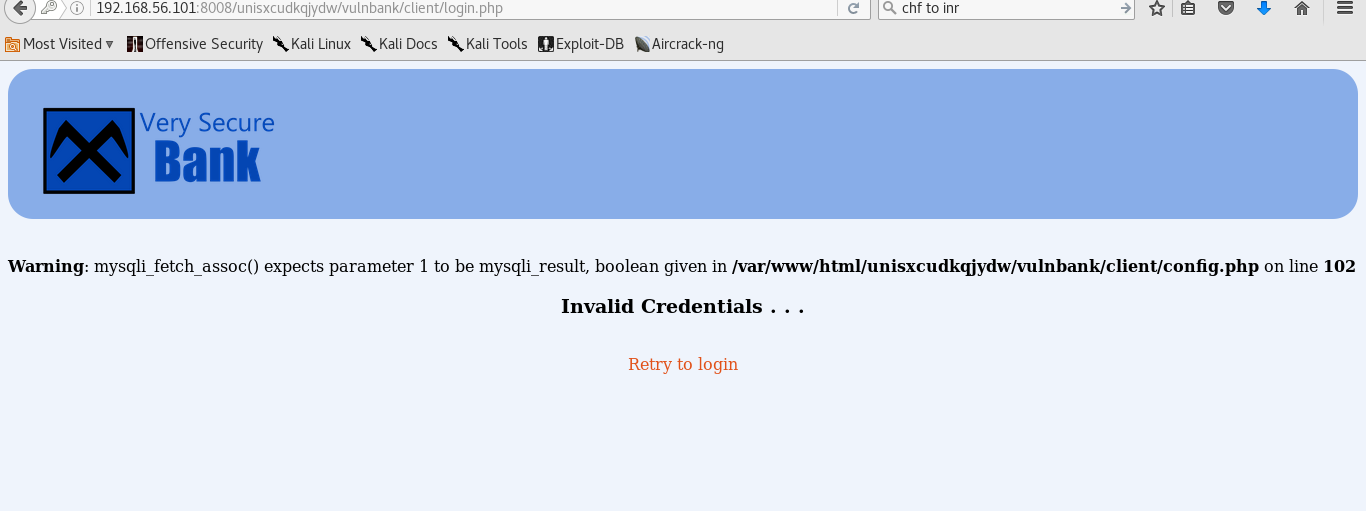 192.168.56.101:8008/unisxcudkqjydw/vulnbank/client/login.php chf to inr
Most Visited Offensive Security Kali Linux Kali Docs Kali Tools Exploit-DB Aircrack-ng
Very Secure
Bank
Warning: mysqli_fetch_assoc() expects parameter 1 to be mysqli_result, boolean given in /var/www/html/unisxcudkqjydw/vulnbank/client/config.php on line 102
Invalid Credentials . . .
Retry to login